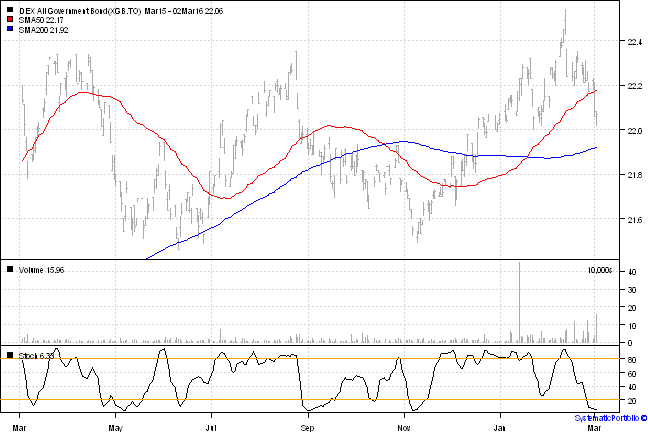 DEX All Government Bond(XGB.TO) Mar15 - 02Mar16 22.06
SMA50 22.17
SMA200 21.92
22.4
22.2
22.0
21.8
21.6
Volume 15.96
10,000s
40
30
20
10
0
Stoch 6.33
80
60
40
20
Mar May Jul Sep Nov Jan Mar
SystematicPortfolio ©